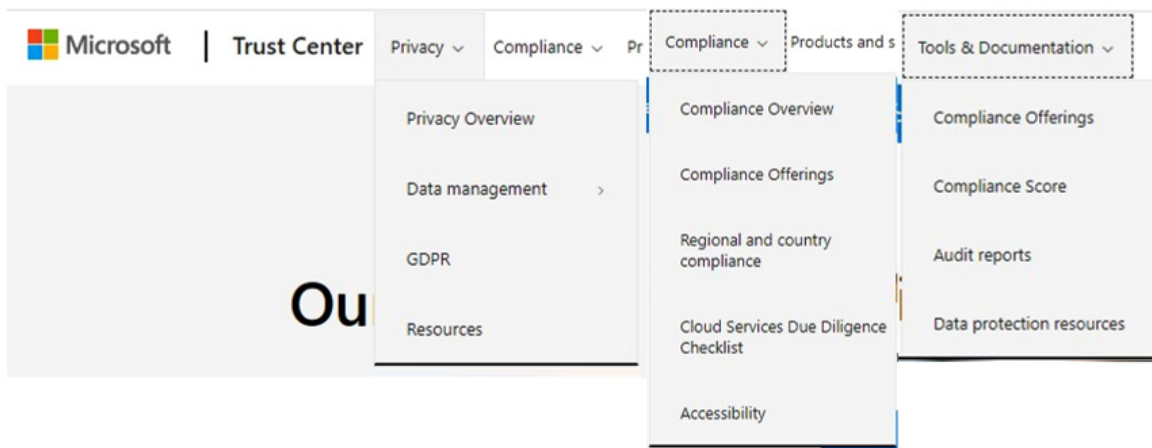 Microsoft | Trust Center
Privacy
Compliance
Pr
Privacy Overview
Data management
GDPR
Resources
Ou
Compliance
Products and s
Compliance Overview
Compliance Offerings
Regional and country
compliance
Cloud Services Due Diligence
Checklist
Accessibility
Tools & Documentation
Compliance Offerings
Compliance Score
Audit reports
Data protection resources